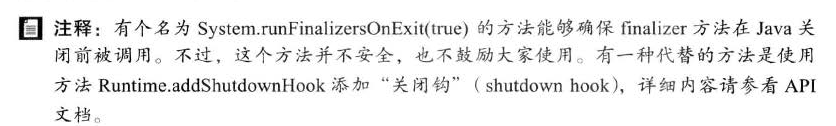 注释：有个名为 System.runFinalizersOnExit(true) 的方法能够确保 finalizer 方法在 Java 关
闭前被调用。不过，这个方法并不安全，也不鼓励大家使用。有一种代替的方法是使用
方法 Runtime.addShutdownHook 添加“关闭钩”（shutdown hook），详细内容请参看 API
文档。